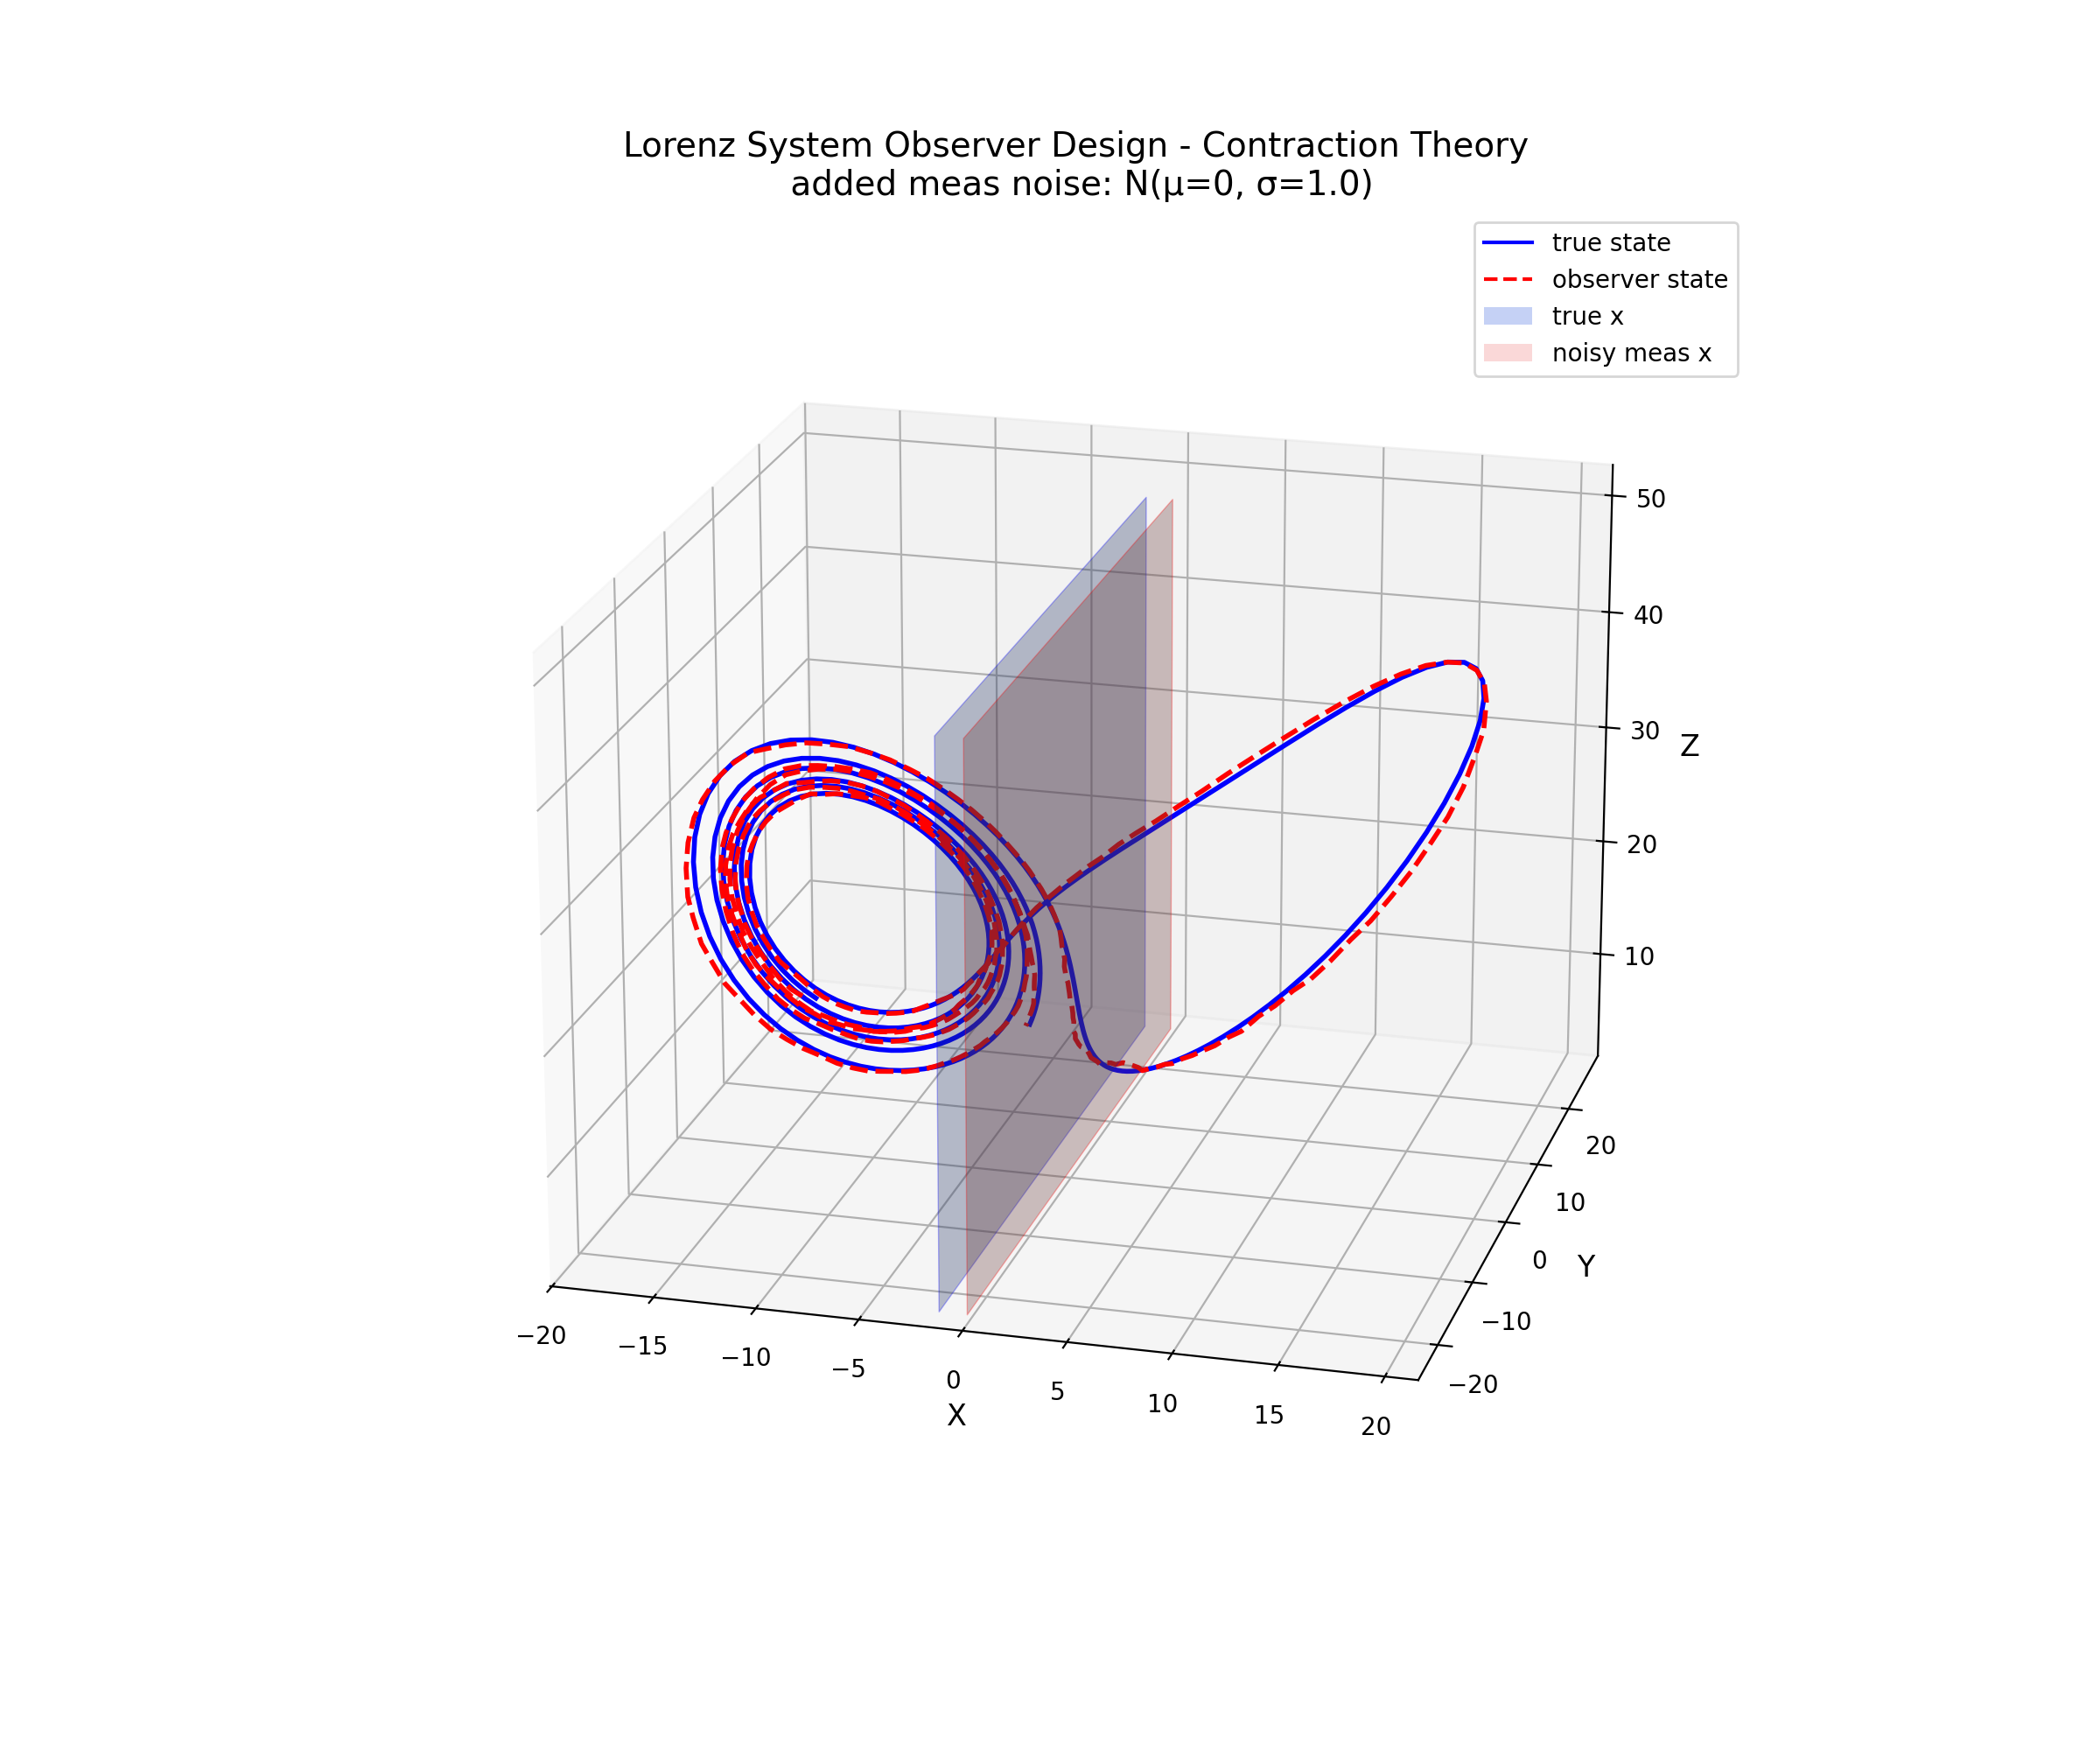 Lorenz System Observer Design - Contraction Theory
added meas noise: N(μ=0, σ=1.0)
true state
observer state
true x
noisy meas x
50
40
30
20
10
Z
20
10
0
−10
−20
Y
−20
−15
−10
−5
0
5
10
15
20
X